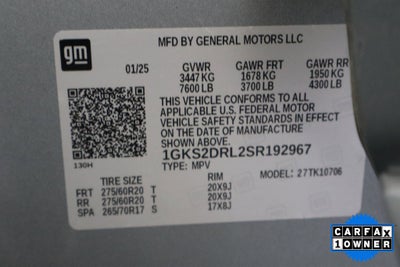 gm
MFD BY GENERAL MOTORS LLC
01/25 GVWR GAWR FRT GAWR RR
3447 KG 1678 KG 1950 KG
7600 LB 3700 LB 4300 LB
THIS VEHICLE CONFORMS TO ALL
APPLICABLE U.S. FEDERAL MOTOR
VEHICLE SAFETY STANDARDS IN EFFECT
ON THE DATE OF MANUFACTURE
SHOWN ABOVE.
1GKS2DRL2SR192967
130H TYPE: MPV MODEL: 27TK10706
TIRE SIZE RIM
FRT 275/60R20 T 20X9J
RR 275/60R20 T 20X9J
SPA 265/70R17 S 17X8J
CARFAX
1 OWNER